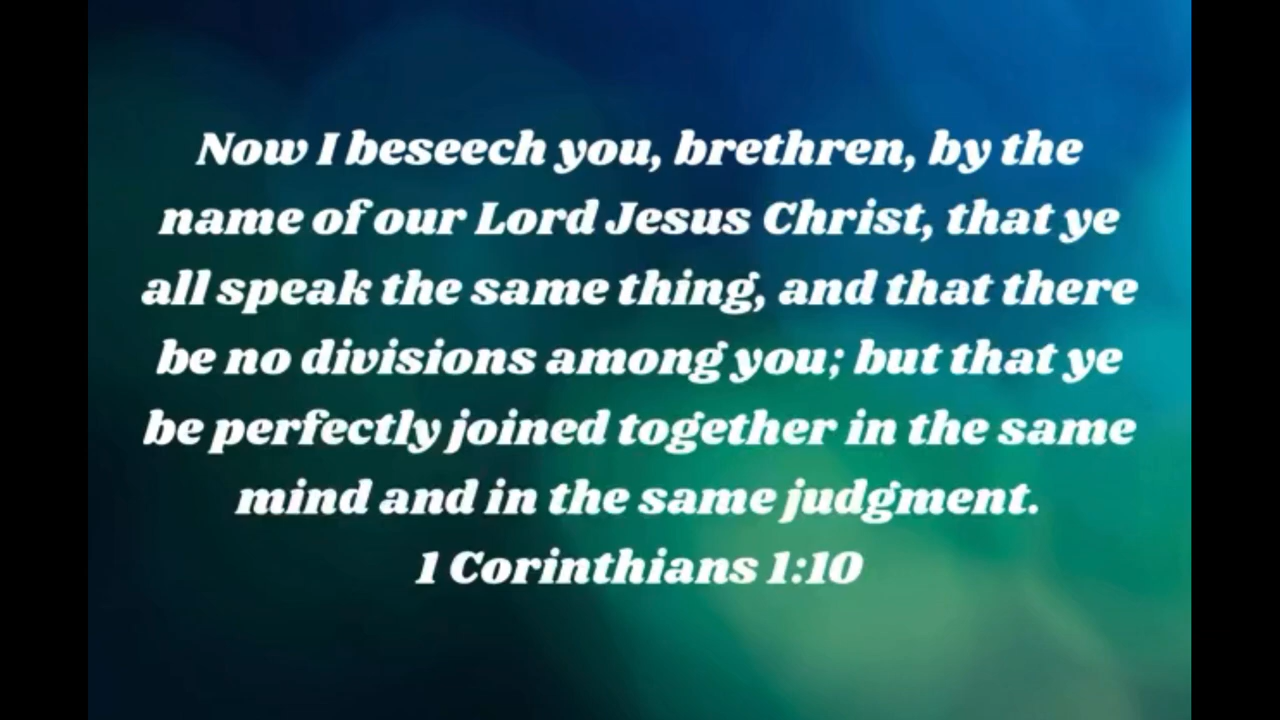 Now I beseech you, brethren, by the
name of our Lord Jesus Christ, that ye
all speak the same thing, and that there
be no divisions among you; but that ye
be perfectly joined together in the same
mind and in the same judgment.
1 Corinthians 1:10